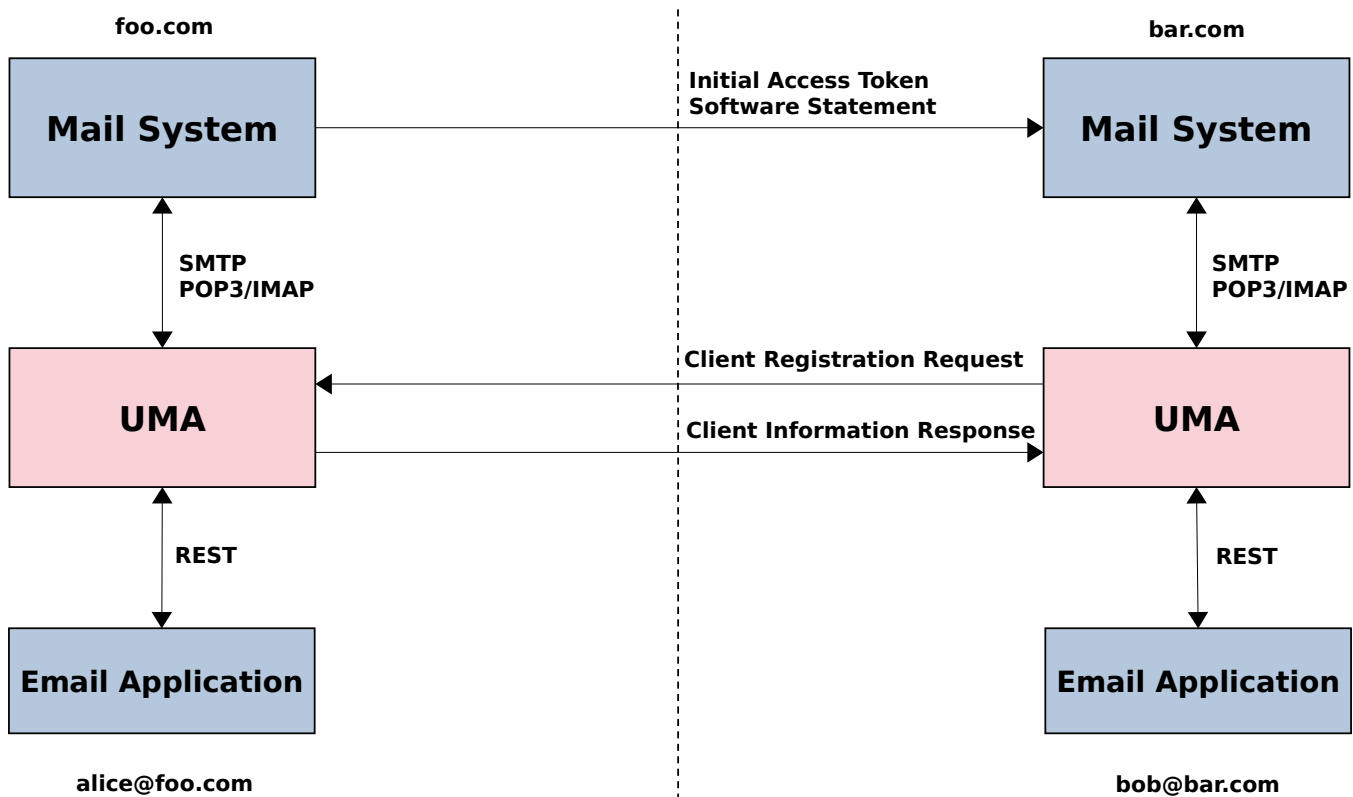 foo.com
bar.com
Initial Access Token
Software Statement
Mail System
Mail System
SMTP
POP3/IMAP
SMTP
POP3/IMAP
Client Registration Request
UMA
UMA
Client Information Response
REST
REST
Email Application
Email Application
alice@foo.com
bob@bar.com